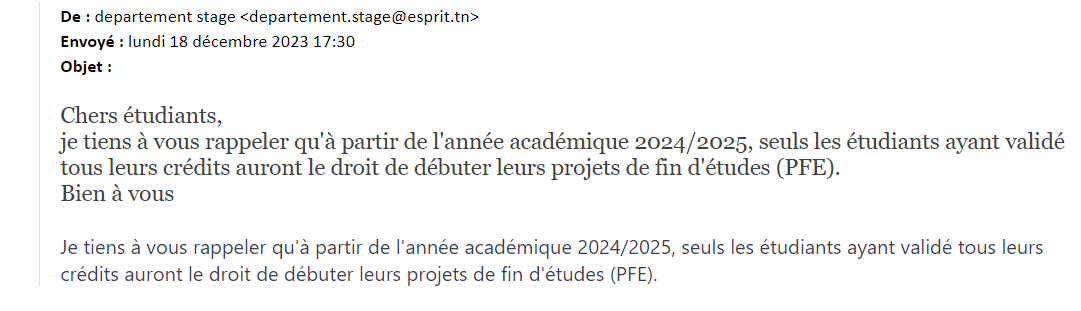 De : departement stage <departement.stage@esprit.tn>
Envoyé : lundi 18 décembre 2023 17:30
Objet :
Chers étudiants,
je tiens à vous rappeler qu'à partir de l'année académique 2024/2025, seuls les étudiants ayant validé
tous leurs crédits auront le droit de débuter leurs projets de fin d'études (PFE).
Bien à vous
Je tiens à vous rappeler qu'à partir de l'année académique 2024/2025, seuls les étudiants ayant validé tous leurs
crédits auront le droit de débuter leurs projets de fin d'études (PFE).